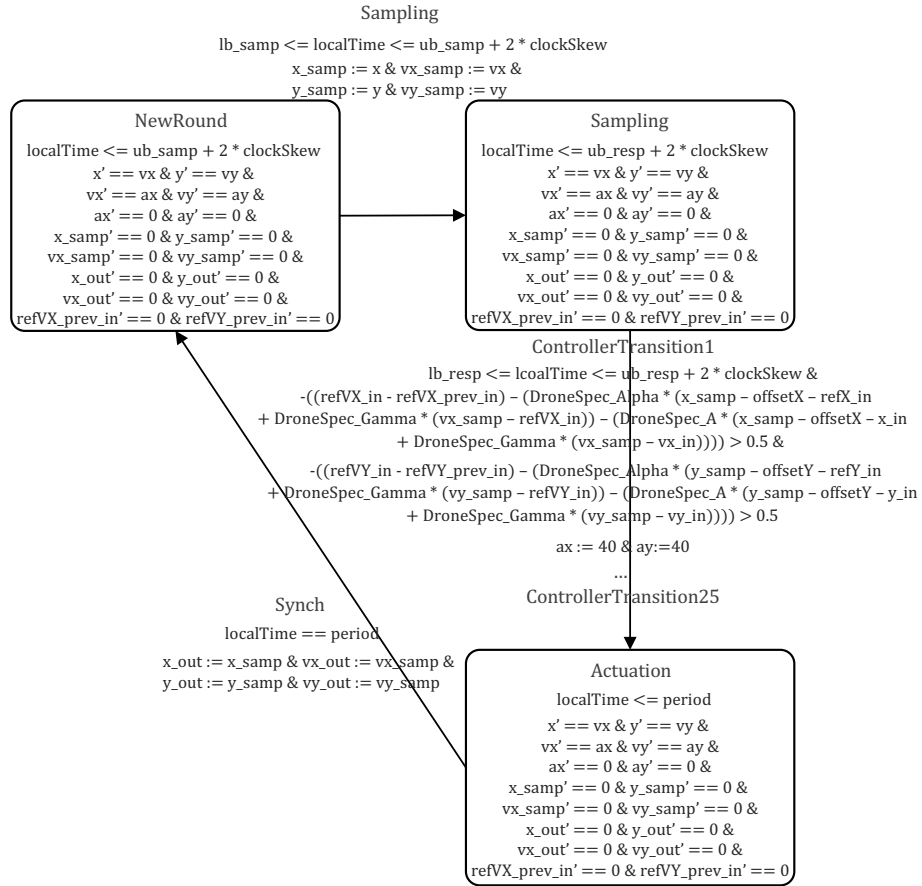 Sampling
lb_samp <= localTime <= ub_samp + 2 * clockSkew
x_samp := x & vx_samp := vx &
y_samp := y & vy_samp := vy
NewRound
localTime <= ub_samp + 2 * clockSkew
x’ == vx & y’ == vy &
vx’ == ax & vy’ == ay &
ax’ == 0 & ay’ == 0 &
x_samp’ == 0 & y_samp’ == 0 &
vx_samp’ == 0 & vy_samp’ == 0 &
x_out’ == 0 & y_out’ == 0 &
vx_out’ == 0 & vy_out’ == 0 &
refVX_prev_in’ == 0 & refVY_prev_in’ == 0
Sampling
localTime <= ub_resp + 2 * clockSkew
x’ == vx & y’ == vy &
vx’ == ax & vy’ == ay &
ax’ == 0 & ay’ == 0 &
x_samp’ == 0 & y_samp’ == 0 &
vx_samp’ == 0 & vy_samp’ == 0 &
x_out’ == 0 & y_out’ == 0 &
vx_out’ == 0 & vy_out’ == 0 &
refVX_prev_in’ == 0 & refVY_prev_in’ == 0
ControllerTransition1
lb_resp <= lcoalTime <= ub_resp + 2 * clockSkew &
-((refVX_in - refVX_prev_in) – (DroneSpec_Alpha * (x_samp – offsetX – refX_in
+ DroneSpec_Gamma * (vx_samp – refVX_in)) – (DroneSpec_A * (x_samp – offsetX – x_in
+ DroneSpec_Gamma * (vx_samp – vx_in)))) > 0.5 &
-((refVY_in - refVY_prev_in) – (DroneSpec_Alpha * (y_samp – offsetY – refY_in
+ DroneSpec_Gamma * (vy_samp – refVY_in)) – (DroneSpec_A * (y_samp – offsetY – y_in
+ DroneSpec_Gamma * (vy_samp – vy_in)))) > 0.5
ax := 40 & ay:=40
...
ControllerTransition25
Synch
localTime == period
x_out := x_samp & vx_out := vx_samp &
y_out := y_samp & vy_out := vy_samp
Actuation
localTime <= period
x’ == vx & y’ == vy &
vx’ == ax & vy’ == ay &
ax’ == 0 & ay’ == 0 &
x_samp’ == 0 & y_samp’ == 0 &
vx_samp’ == 0 & vy_samp’ == 0 &
x_out’ == 0 & y_out’ == 0 &
vx_out’ == 0 & vy_out’ == 0 &
refVX_prev_in’ == 0 & refVY_prev_in’ == 0